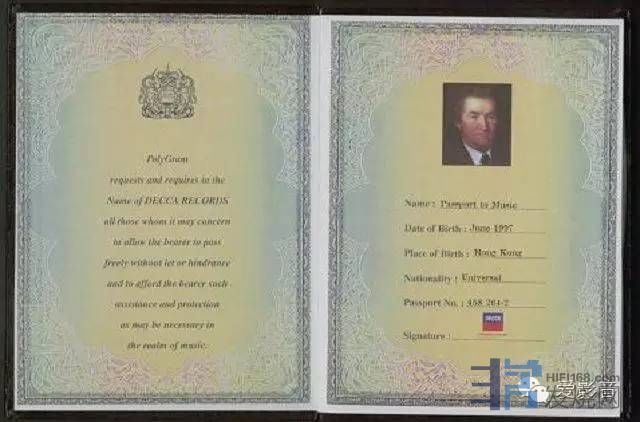 PolyGram
requests and requires in the
Name of DECCA RECORDS
all those whom it may concern
to allow the bearer to pass
freely without let or hindrance
and to afford the bearer such
assistance and protection
as may be necessary in
the realm of music.
Name : Passport to Music
Date of Birth : June 1997
Place of Birth : Hong Kong
Nationality : Universal
Passport No. :
DECCA
Signature :
HIFI168.com
爱影音